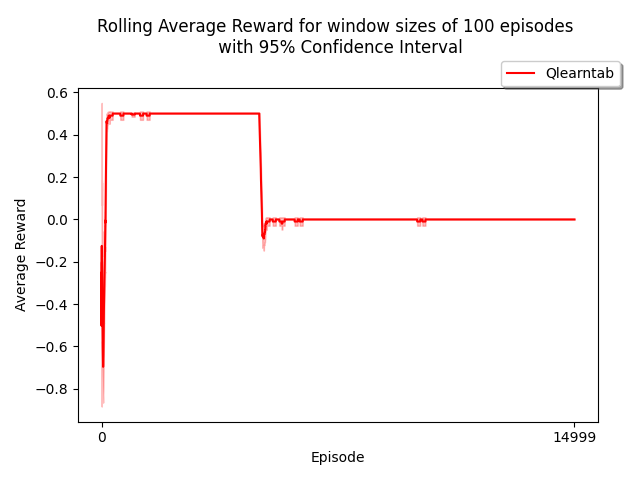 Rolling Average Reward for window sizes of 100 episodes
with 95% Confidence Interval
Qlearntab
0.6
0.4
0.2
0.0
−0.2
−0.4
−0.6
−0.8
Average Reward
0
14999
Episode